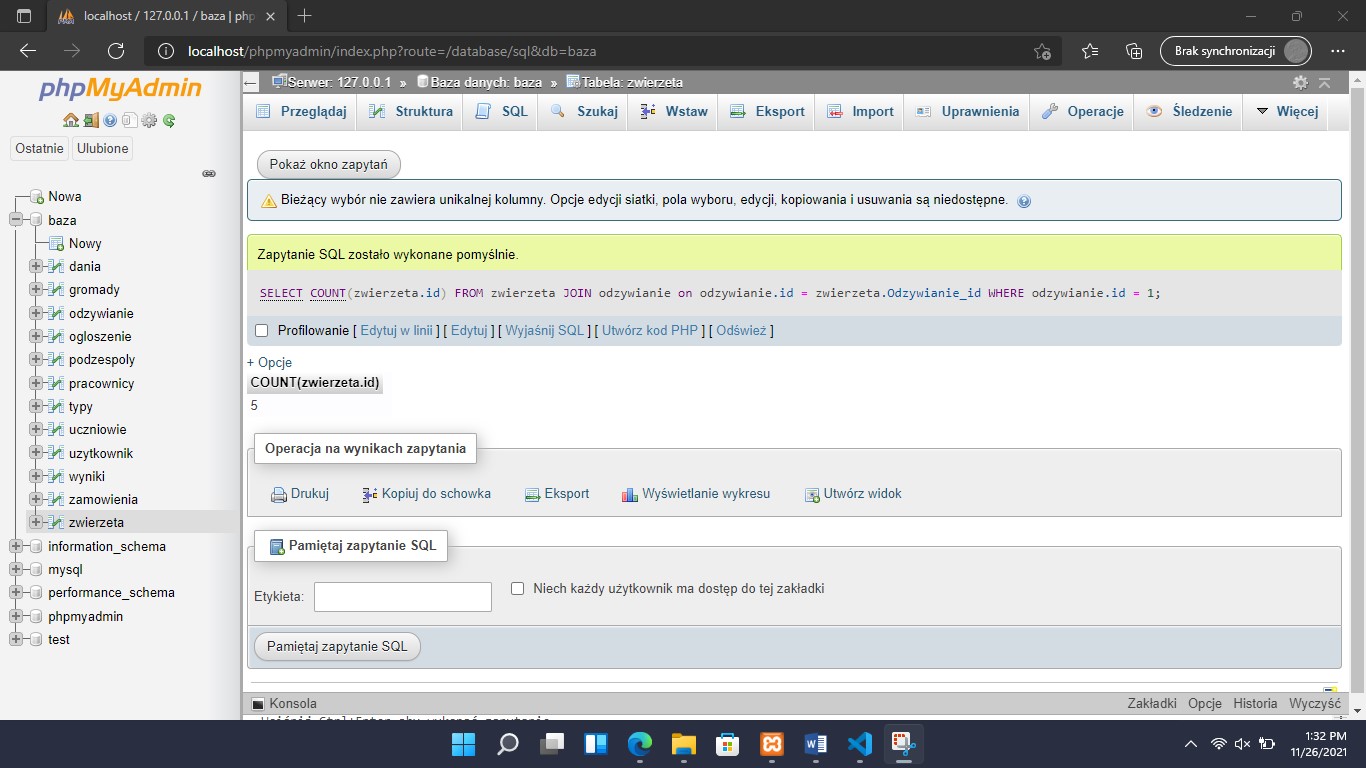 localhost / 127.0.0.1 / baza | php
localhost/phpmyadmin/index.php?route=/database/sql&db=baza
Brak synchronizacji
phpMyAdmin
Ostatnie
Ulubione
Nowa
baza
Nowy
dania
gromady
odzywianie
ogloszenie
podzespoly
pracownicy
typy
uczniowie
uzytkownik
wyniki
zamowienia
zwierzeta
information_schema
mysql
performance_schema
phpmyadmin
test
Serwer: 127.0.0.1 » Baza danych: baza » Tabela: zwierzeta
Przeglądaj Struktura SQL Szukaj Wstaw Eksport Import Uprawnienia Operacje Śledzenie Więcej
Pokaż okno zapytań
Bieżący wybór nie zawiera unikalnej kolumny. Opcje edycji siatki, pola wyboru, edycji, kopiowania i usuwania są niedostępne.
Zapytanie SQL zostało wykonane pomyślnie.
SELECT COUNT(zwierzeta.id) FROM zwierzeta JOIN odzywianie on odzywianie.id = zwierzeta.Odzywianie_id WHERE odzywianie.id = 1;
Profilowanie [ Edytuj w linii ] [ Edytuj ] [ Wyjaśnij SQL ] [ Utwórz kod PHP ] [ Odśwież ]
+ Opcje
COUNT(zwierzeta.id)
5
Operacja na wynikach zapytania
Drukuj Kopiuj do schowka Eksport Wyświetlanie wykresu Utwórz widok
Pamiętaj zapytanie SQL
Etykieta:
Niech każdy użytkownik ma dostęp do tej zakładki
Pamiętaj zapytanie SQL
Konsola
Zakładki Opcje Historia Wyczyść
Wciśnij Ctrl+Enter aby wykonać zapytanie
1:32 PM
11/26/2021